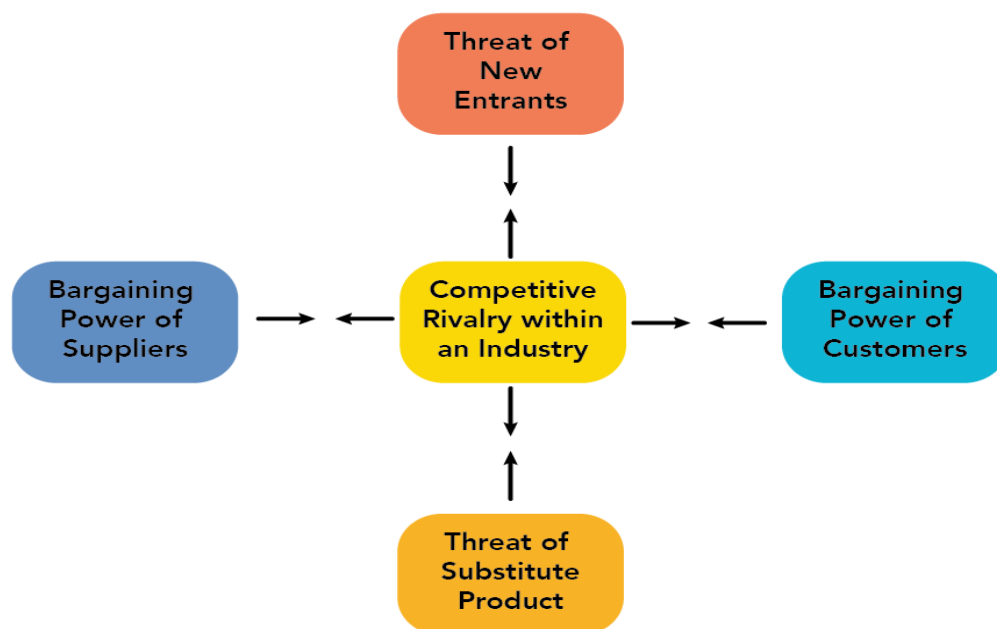 Threat of
New
Entrants
Bargaining
Power of
Suppliers
Competitive
Rivalry within
an Industry
Bargaining
Power of
Customers
Threat of
Substitute
Product